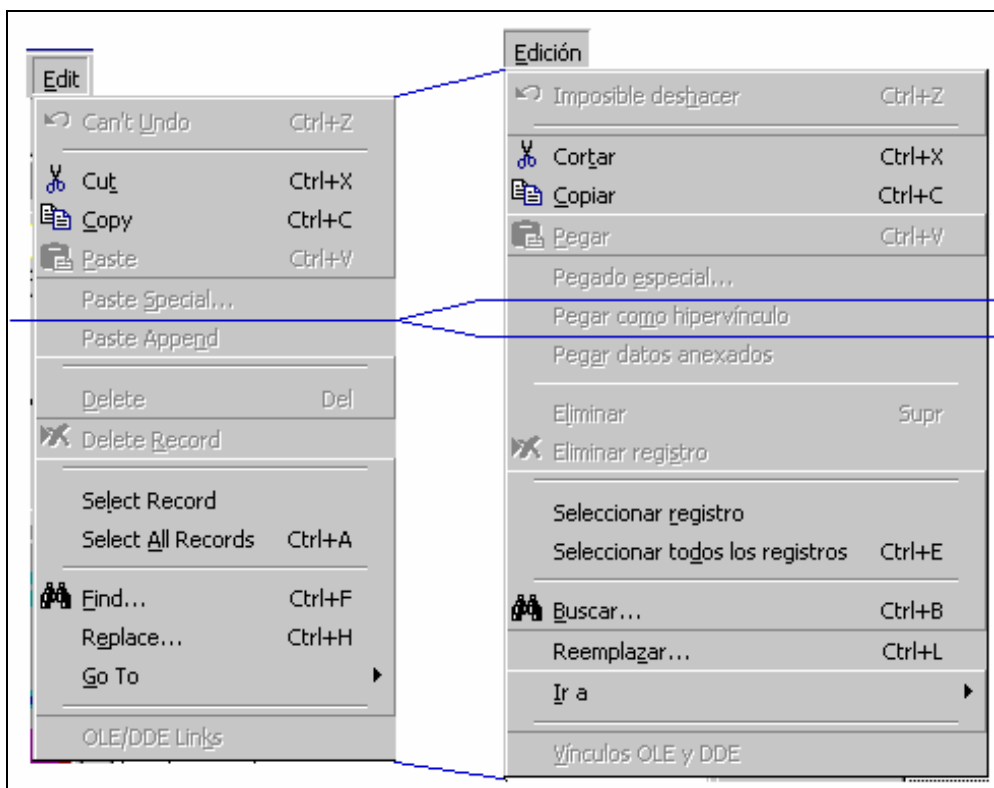 Edit
Can't Undo Ctrl+Z
Cut Ctrl+X
Copy Ctrl+C
Paste Ctrl+V
Paste Special...
Paste Append
Delete Del
Delete Record
Select Record
Select All Records Ctrl+A
Find... Ctrl+F
Replace... Ctrl+H
Go To
OLE/DDE Links
Edición
Imposible deshacer Ctrl+Z
Cortar Ctrl+X
Copiar Ctrl+C
Pegar Ctrl+V
Pegado especial...
Pegar como hipervínculo
Pegar datos anexados
Eliminar Supr
Eliminar registro
Seleccionar registro
Seleccionar todos los registros Ctrl+E
Buscar... Ctrl+B
Reemplazar... Ctrl+L
Ir a
Vínculos OLE y DDE